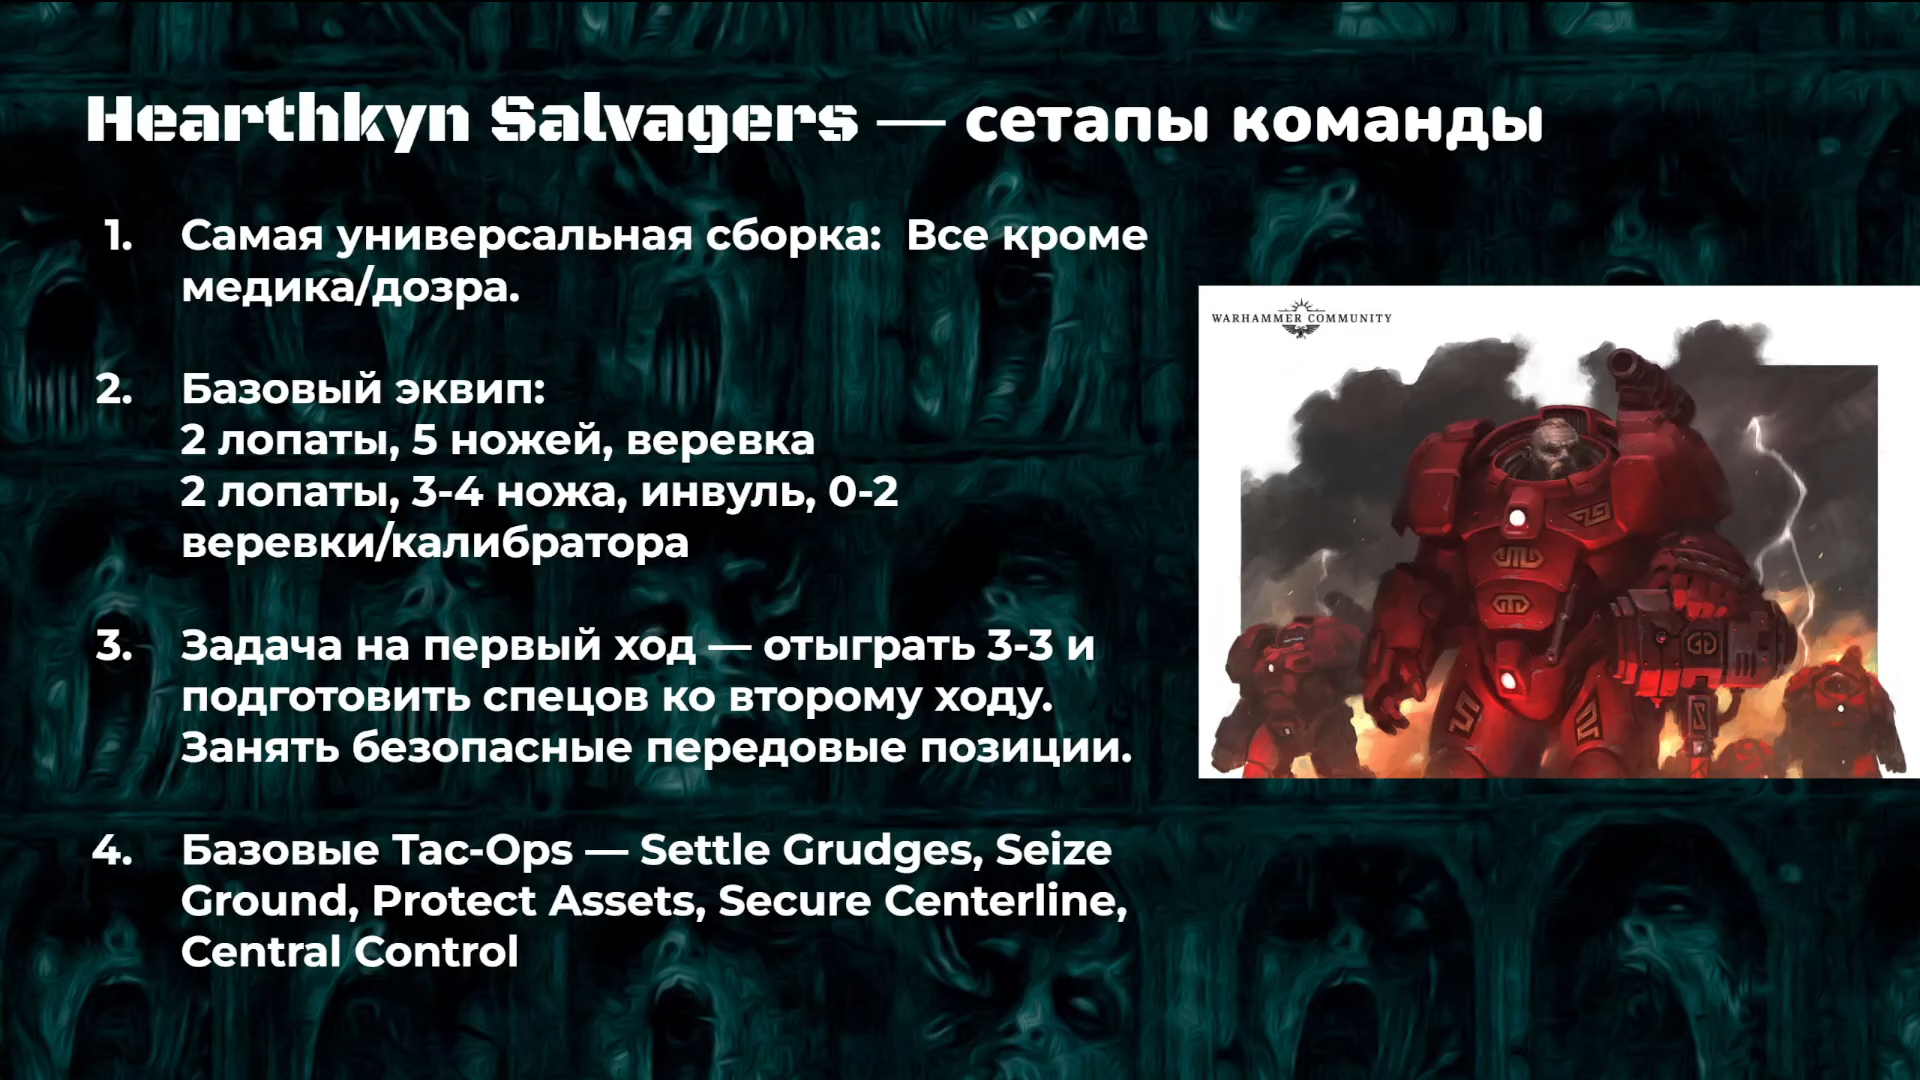 Hearthkyn Salvagers — сетапы команды
1. Самая универсальная сборка: Все кроме
медика/дозра.
2. Базовый эквип:
2 лопаты, 5 ножей, веревка
2 лопаты, 3-4 ножа, инвуль, 0-2
веревки/калибратора
WARHAMMER COMMUNITY
3. Задача на первый ход — отыграть 3-3 и
подготовить спецов ко второму ходу.
Занять безопасные передовые позиции.
4. Базовые Tac-Ops — Settle Grudges, Seize
Ground, Protect Assets, Secure Centerline,
Central Control